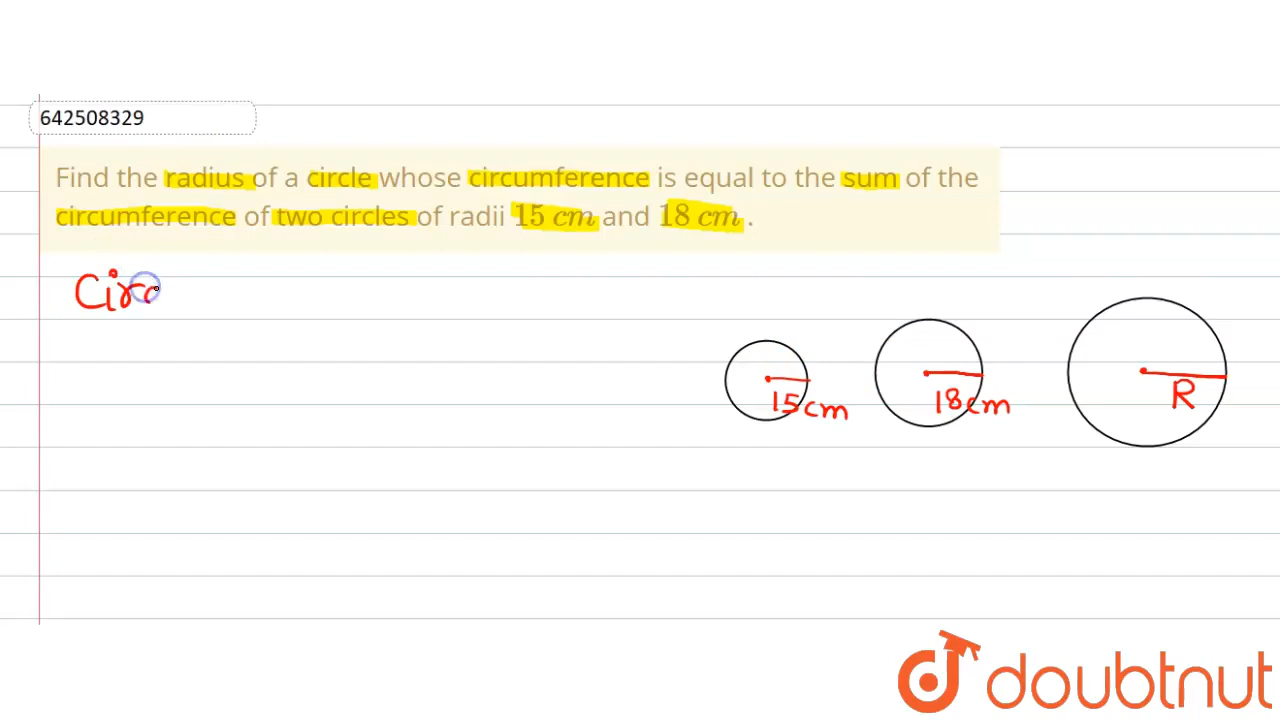 642508329
Find the radius of a circle whose circumference is equal to the sum of the
circumference of two circles of radii 15 cm and 18 cm .
Circ
15cm
18cm
R
doubtnut